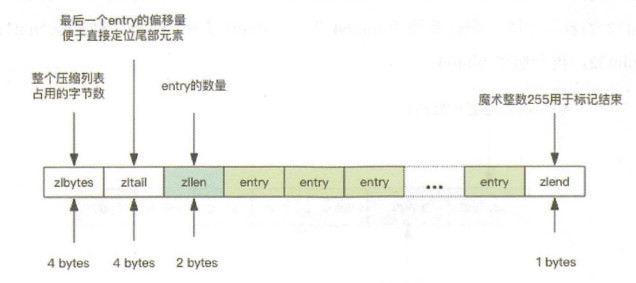 最后一个entry的偏移量
便于直接定位尾部元素
整个压缩列表
占用的字节数
entry的数量
魔术整数255用于标记结束
zlbytes zltail zllen entry entry entry ... entry zlend
4 bytes 4 bytes 2 bytes 1 bytes